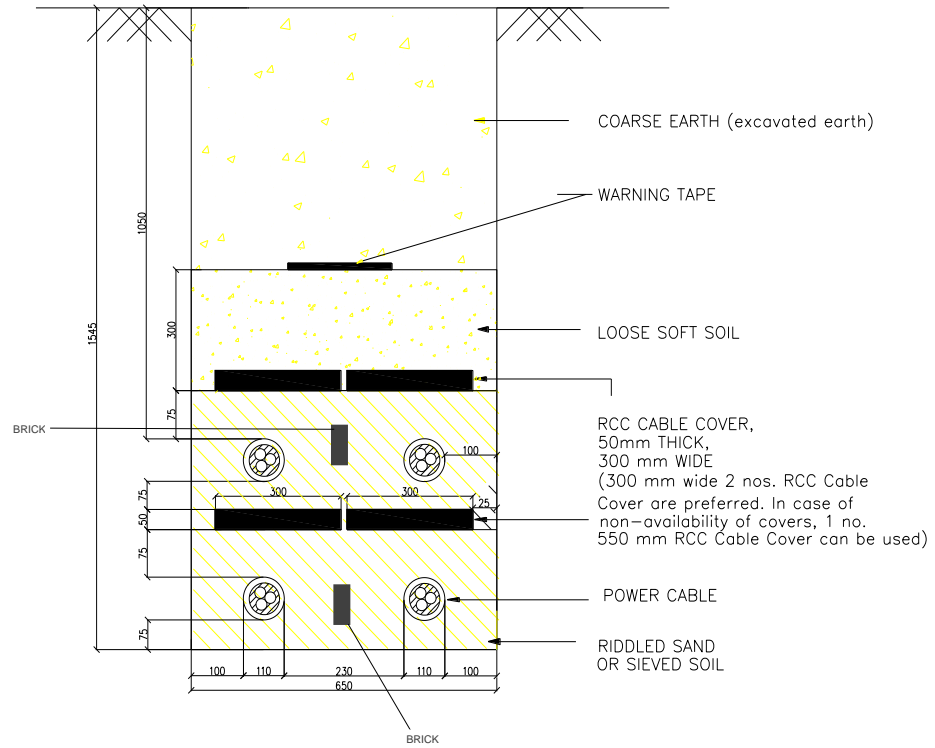 COARSE EARTH (excavated earth)
WARNING TAPE
1050
1545
300
LOOSE SOFT SOIL
75
BRICK
RCC CABLE COVER,
50mm THICK,
300 mm WIDE
(300 mm wide 2 nos. RCC Cable
Cover are preferred. In case of
non-availability of covers, 1 no.
550 mm RCC Cable Cover can be used)
100
75
300
300
25
50
75
POWER CABLE
75
RIDDLED SAND
OR SIEVED SOIL
100
110
230
110
100
650
BRICK